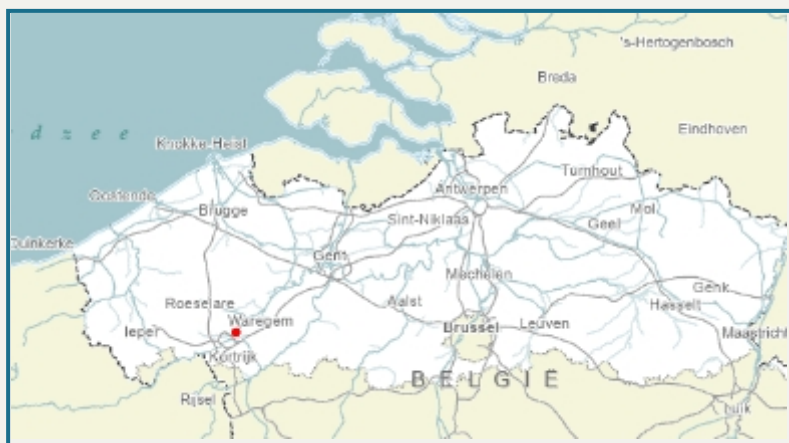 's-Hertogenbosch
Breda
d z e e
Eindhoven
Knokke-Heist
Turnhout
Antwerpen
Oostende
Mol
Brugge
Sint-Niklaas
Geel
Duinkerke
Gent
Mechelen
Genk
Roeselare
Aalst
Hasselt
Waregem
Ieper
Brussel
Leuven
Maastricht
Kortrijk
BELGIË
Rijsel
Luik